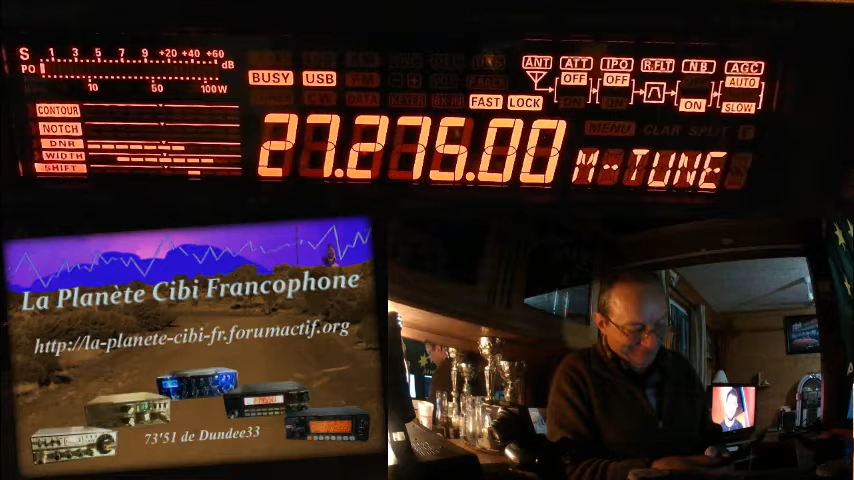 S 1 3 5 7 9 +20 +40 +60 dB
PO 10 50 100 W
BUSY USB
ANT ATT IPO R.FLT NB AGC
OFF OFF AUTO
ON SLOW
FAST LOCK
CONTOUR
NOTCH
DNR
WIDTH
SHIFT
27.275.00 M-TUNE
MENU CLAR SPLIT
La Planète Cibi Francophone
http://la-planete-cibi-fr.forumactif.org
73'51 de Dundee33